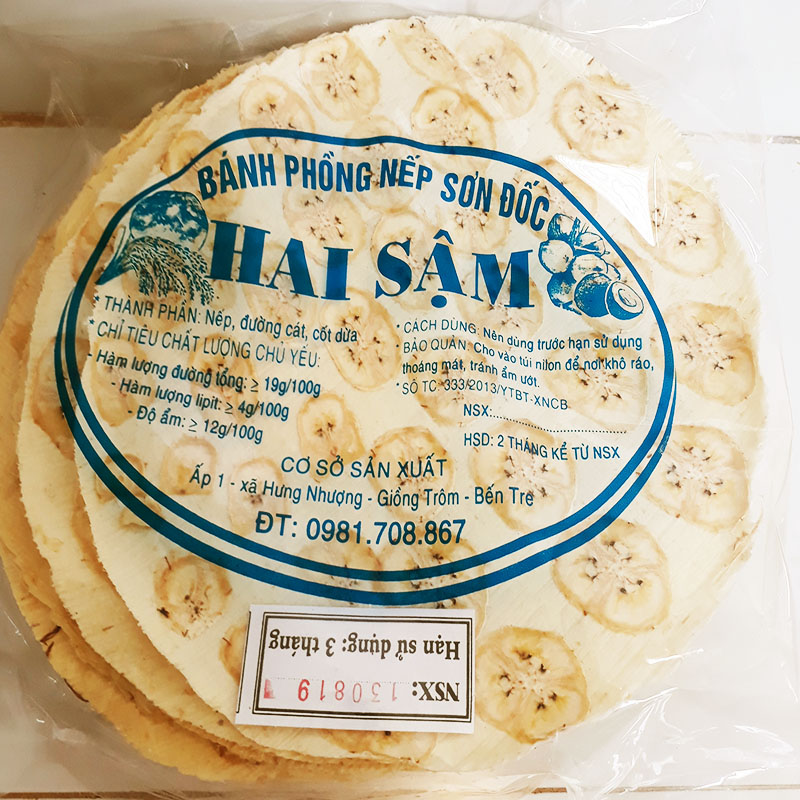 BÁNH PHỒNG NẾP SƠN ĐỐC
HAI SẬM
* THÀNH PHẦN: Nếp, đường cát, cốt dừa
* CHỈ TIÊU CHẤT LƯỢNG CHỦ YẾU:
- Hàm lượng đường tổng: ≥ 19g/100g
- Hàm lượng lipit: ≥ 4g/100g
- Độ ẩm: ≥ 12g/100g
* CÁCH DÙNG: Nên dùng trước hạn sử dụng
BẢO QUẢN: Cho vào túi nilon để nơi khô ráo,
thoáng mát, tránh ẩm ướt.
* SỐ TC: 333/2013/YTBT-XNCB
NSX:..............................
HSD: 2 THÁNG KỂ TỪ NSX
CƠ SỞ SẢN XUẤT
Ấp 1 - xã Hưng Nhượng - Giồng Trôm - Bến Tre
ĐT: 0981.708.867
NSX: 130819
Hạn sử dụng: 3 tháng